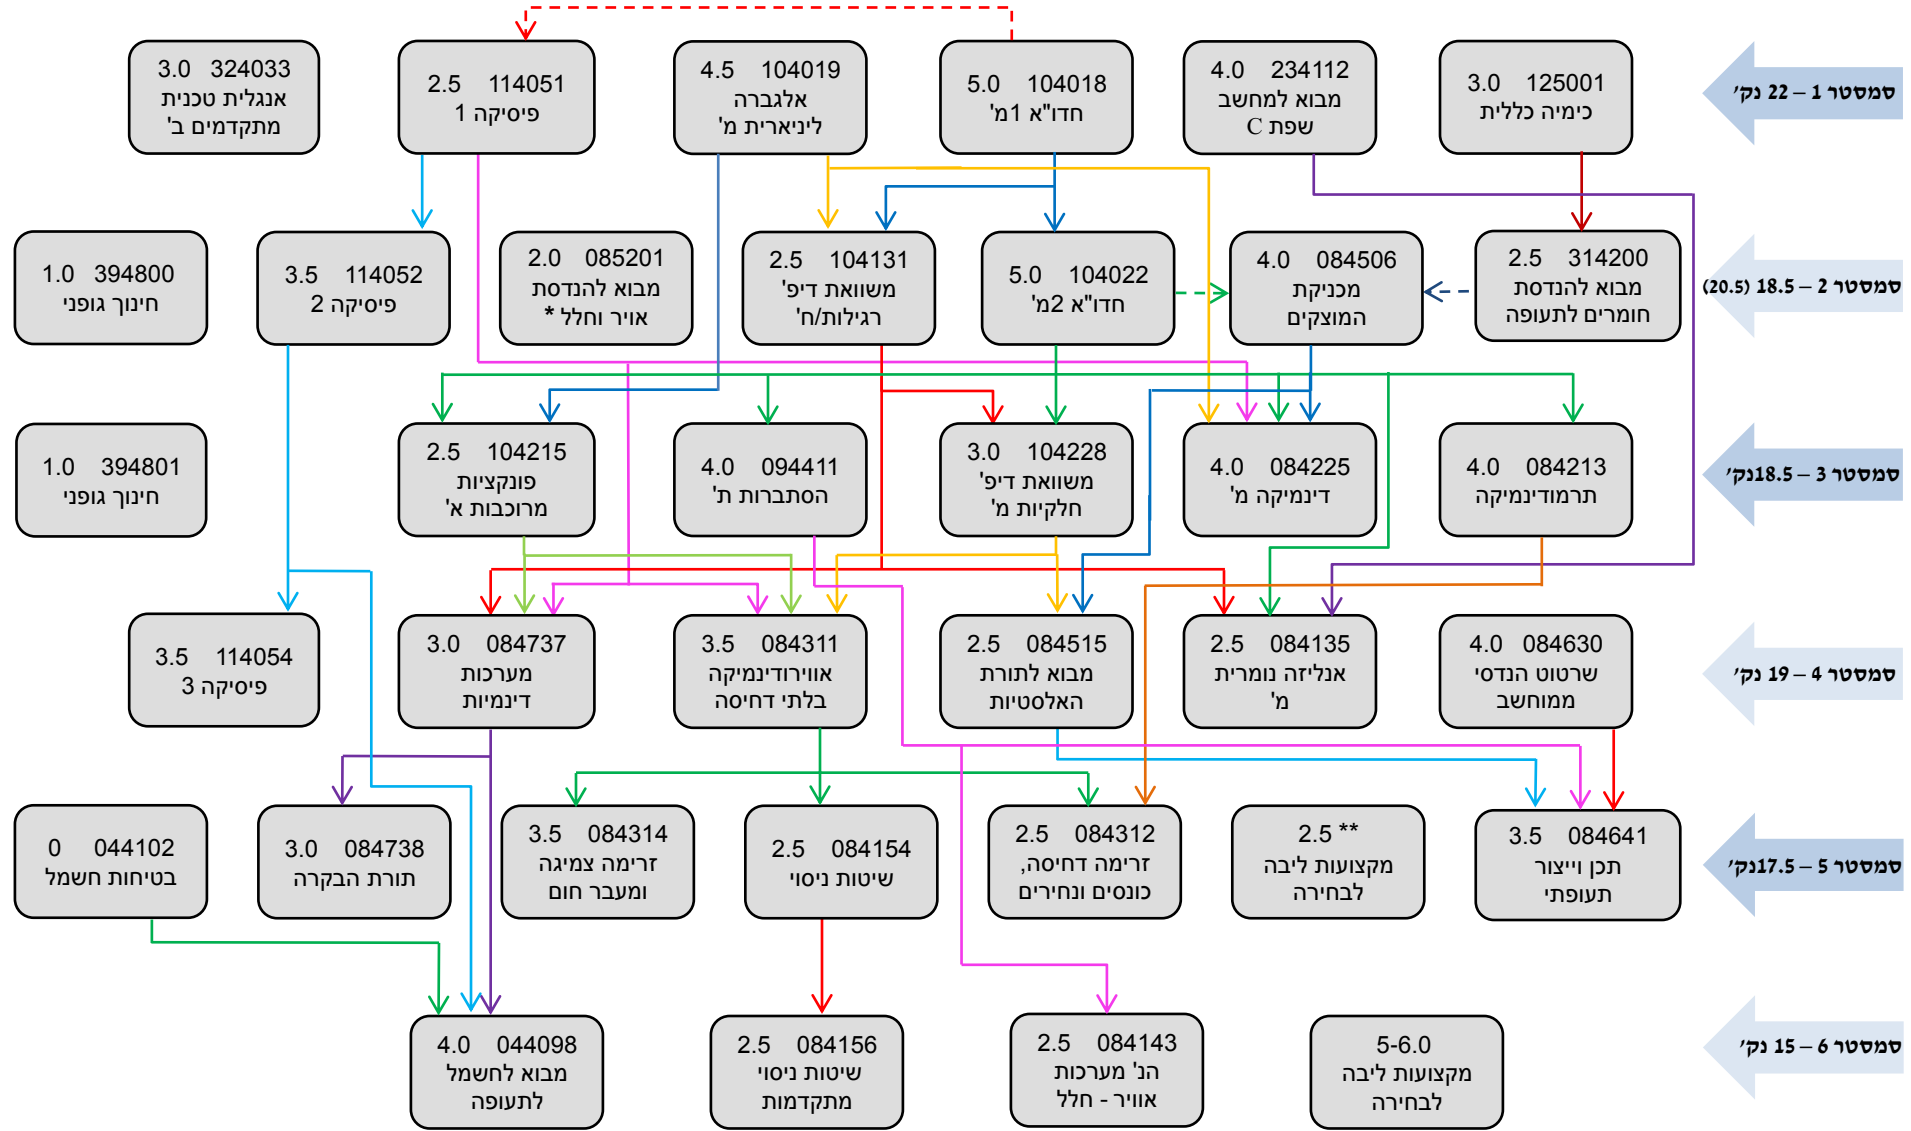 סמסטר 1 – 22 נק'
125001 3.0
כימיה כללית
234112 4.0
מבוא למחשב
שפת C
104018 5.0
חדו"א 1מ'
104019 4.5
אלגברה
ליניארית מ'
114051 2.5
פיסיקה 1
324033 3.0
אנגלית טכנית
מתקדמים ב'
סמסטר 2 – 18.5 (20.5)
314200 2.5
מבוא להנדסת
חומרים לתעופה
084506 4.0
מכניקת
המוצקים
104022 5.0
חדו"א 2מ'
104131 2.5
משוואת דיפ'
רגילות/ח'
085201 2.0
מבוא להנדסת
אויר וחלל *
114052 3.5
פיסיקה 2
394800 1.0
חינוך גופני
סמסטר 3 – 18.5נק'
084213 4.0
תרמודינמיקה
084225 4.0
דינמיקה מ'
104228 3.0
משוואת דיפ'
חלקיות מ'
094411 4.0
הסתברות ת'
104215 2.5
פונקציות
מרוכבות א'
394801 1.0
חינוך גופני
סמסטר 4 – 19 נק'
084630 4.0
שרטוט הנדסי
ממוחשב
084135 2.5
אנליזה נומרית
מ'
084515 2.5
מבוא לתורת
האלסטיות
084311 3.5
אווירודינמיקה
בלתי דחיסה
084737 3.0
מערכות
דינמיות
114054 3.5
פיסיקה 3
סמסטר 5 – 17.5נק'
084641 3.5
תכן וייצור
תעופתי
** 2.5
מקצועות ליבה
לבחירה
084312 2.5
זרימה דחיסה,
כונסים ונחירים
084154 2.5
שיטות ניסוי
084314 3.5
זרימה צמיגה
ומעבר חום
084738 3.0
תורת הבקרה
044102 0
בטיחות חשמל
סמסטר 6 – 15 נק'
5-6.0
מקצועות ליבה
לבחירה
084143 2.5
הנ' מערכות
אוויר - חלל
084156 2.5
שיטות ניסוי
מתקדמות
044098 4.0
מבוא לחשמל
לתעופה